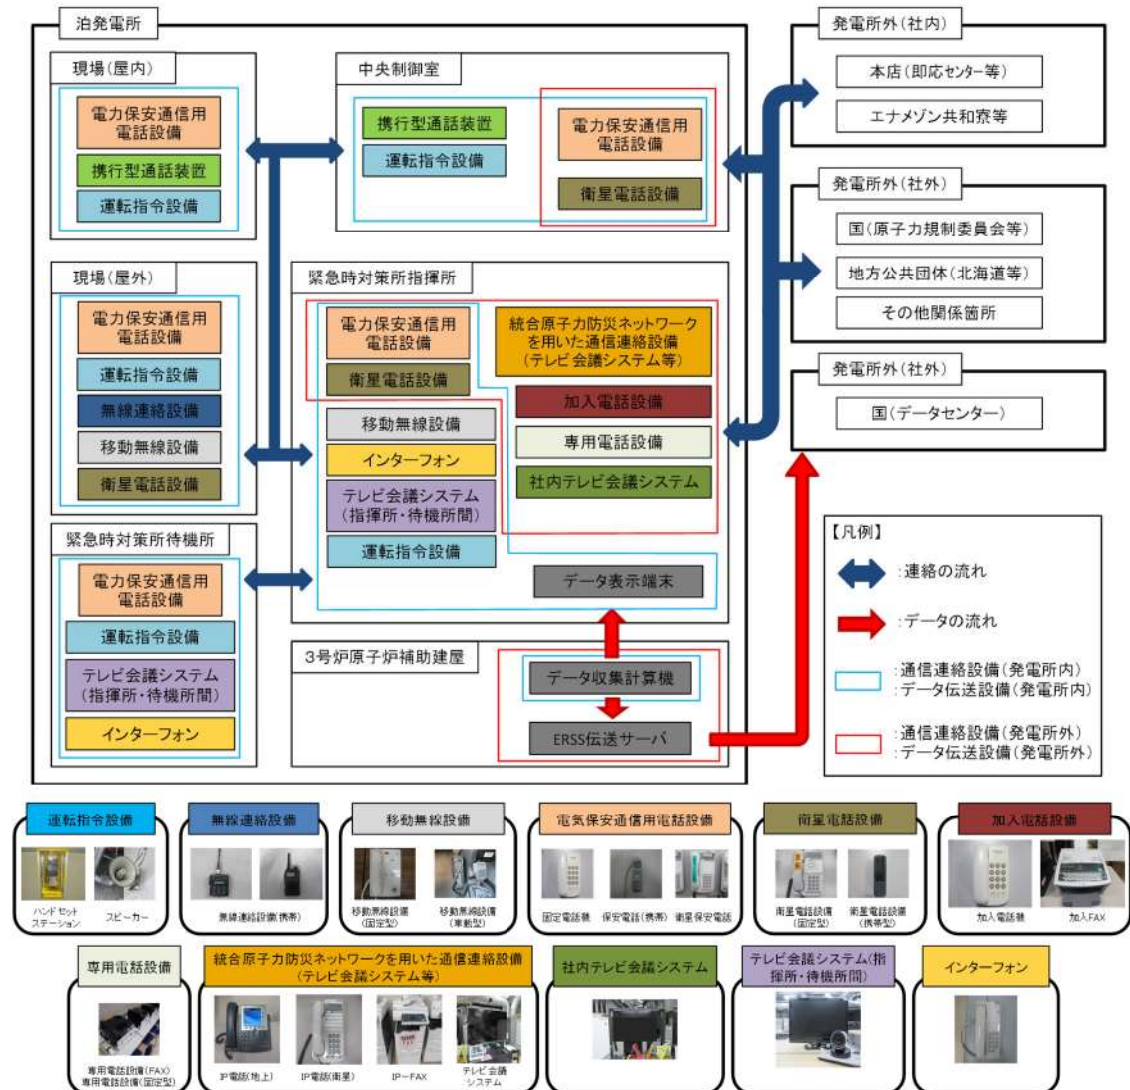 泊発電所
現場(屋内)
電力保安通信用
電話設備
携行型通話装置
運転指令設備
中央制御室
携行型通話装置
運転指令設備
電力保安通信用
電話設備
衛星電話設備
発電所外(社内)
本店(即応センター等)
エナメゾン共和寮等
発電所外(社外)
国(原子力規制委員会等)
地方公共団体(北海道等)
その他関係箇所
発電所外(社外)
国(データセンター)
現場(屋外)
電力保安通信用
電話設備
運転指令設備
無線連絡設備
移動無線設備
衛星電話設備
緊急時対策所指揮所
電力保安通信用
電話設備
衛星電話設備
移動無線設備
インターフォン
テレビ会議システム
(指揮所・待機所間)
運転指令設備
統合原子力防災ネットワーク
を用いた通信連絡設備
(テレビ会議システム等)
加入電話設備
専用電話設備
社内テレビ会議システム
データ表示端末
緊急時対策所待機所
電力保安通信用
電話設備
運転指令設備
テレビ会議システム
(指揮所・待機所間)
インターフォン
3号炉原子炉補助建屋
データ収集計算機
ERSS伝送サーバ
【凡例】
:連絡の流れ
:データの流れ
:通信連絡設備(発電所内)
:データ伝送設備(発電所内)
:通信連絡設備(発電所外)
:データ伝送設備(発電所外)
運転指令設備
ハンドセット
ステーション
スピーカー
無線連絡設備
無線連絡設備(携帯)
移動無線設備
移動無線設備
(固定型)
移動無線設備
(車載型)
電気保安通信用電話設備
固定電話機
保安電話(携帯)
衛星保安電話
衛星電話設備
衛星電話設備
(固定型)
衛星電話設備
(携帯型)
加入電話設備
加入電話機
加入FAX
専用電話設備
専用電話設備(FAX)
専用電話設備(固定型)
統合原子力防災ネットワークを用いた通信連絡設備
(テレビ会議システム等)
IP電話(地上)
IP電話(衛星)
IP－FAX
テレビ会議
システム
社内テレビ会議システム
テレビ会議システム(指
揮所・待機所間)
インターフォン